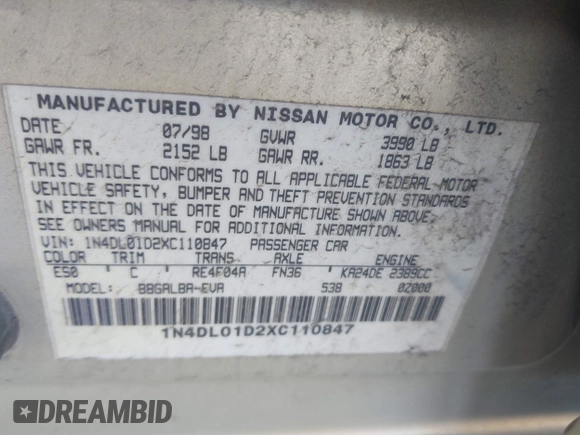 MANUFACTURED BY NISSAN MOTOR CO., LTD.
DATE 07/98 GVWR 3990 LB
GAWR FR. 2152 LB GAWR RR. 1863 LB
THIS VEHICLE CONFORMS TO ALL APPLICABLE FEDERAL MOTOR
VEHICLE SAFETY, BUMPER AND THEFT PREVENTION STANDARDS
IN EFFECT ON THE DATE OF MANUFACTURE SHOWN ABOVE.
SEE OWNERS MANUAL FOR ADDITIONAL INFORMATION.
VIN: 1N4DL01D2XC110847 PASSENGER CAR
COLOR TRIM TRANS AXLE ENGINE
ES0 C RE4F04A FN36 KA24DE 2389CC
MODEL: BBGALBA-EVA 538 0Z000
1N4DL01D2XC110847
DREAMBID